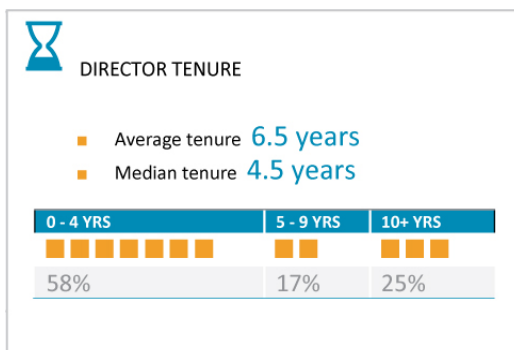 DIRECTOR TENURE
Average tenure 6.5 years
Median tenure 4.5 years
0 - 4 YRS 5 - 9 YRS 10+ YRS
58% 17% 25%